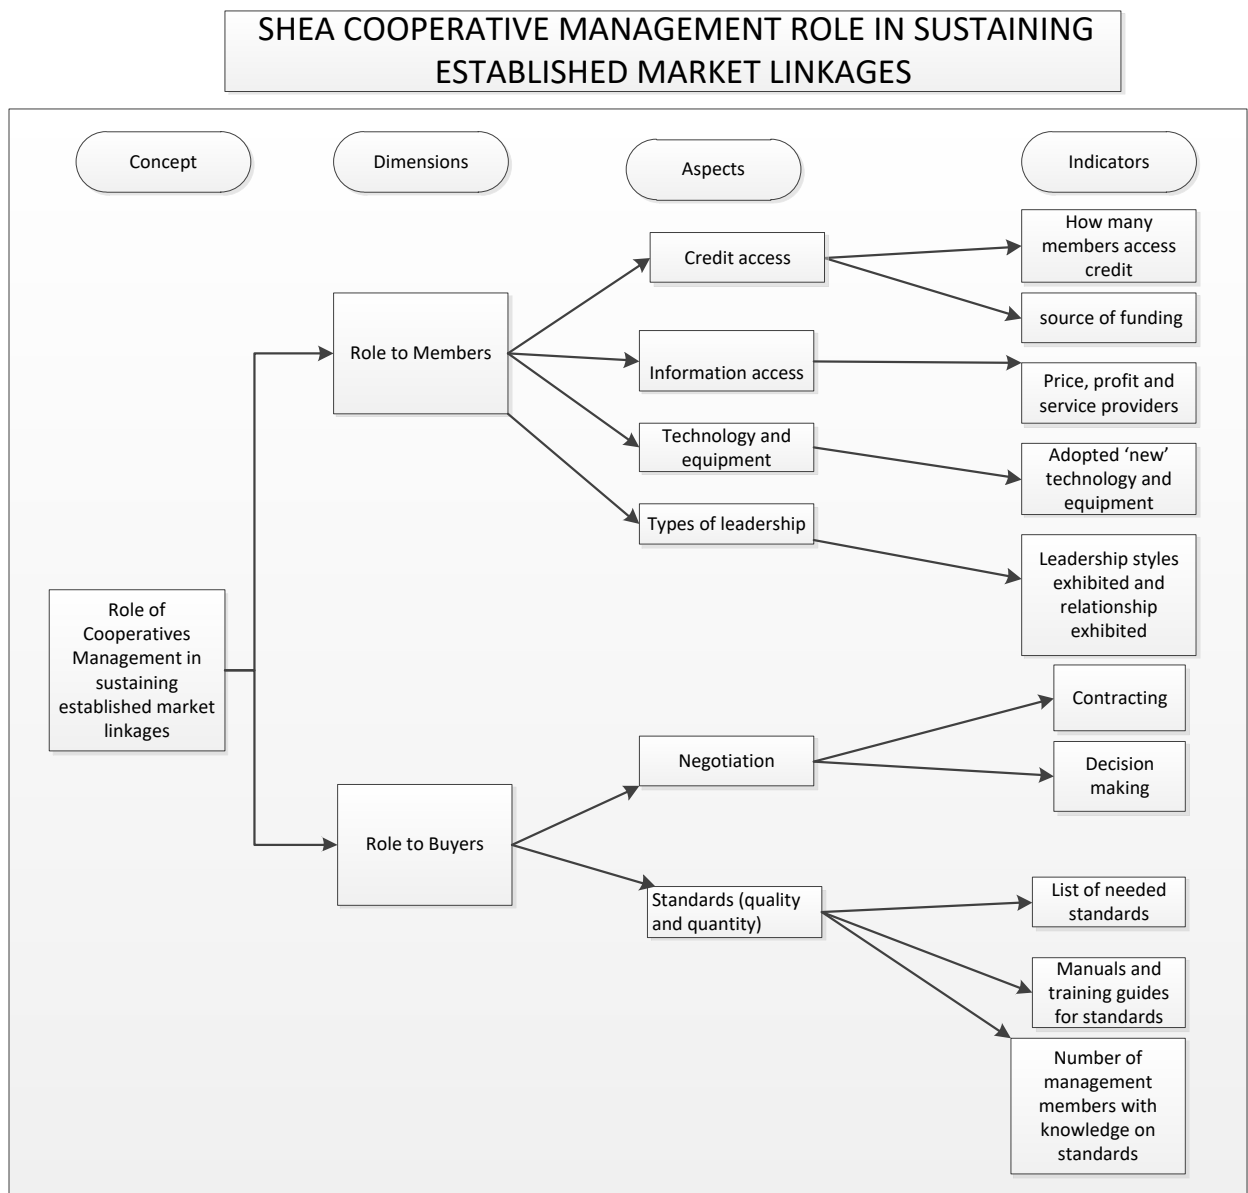 SHEA COOPERATIVE MANAGEMENT ROLE IN SUSTAINING
ESTABLISHED MARKET LINKAGES
Concept
Dimensions
Aspects
Indicators
Role of
Cooperatives
Management in
sustaining
established market
linkages
Role to Members
Role to Buyers
Credit access
Information access
Technology and
equipment
Types of leadership
Negotiation
Standards (quality
and quantity)
How many
members access
credit
source of funding
Price, profit and
service providers
Adopted ‘new’
technology and
equipment
Leadership styles
exhibited and
relationship
exhibited
Contracting
Decision
making
List of needed
standards
Manuals and
training guides
for standards
Number of
management
members with
knowledge on
standards